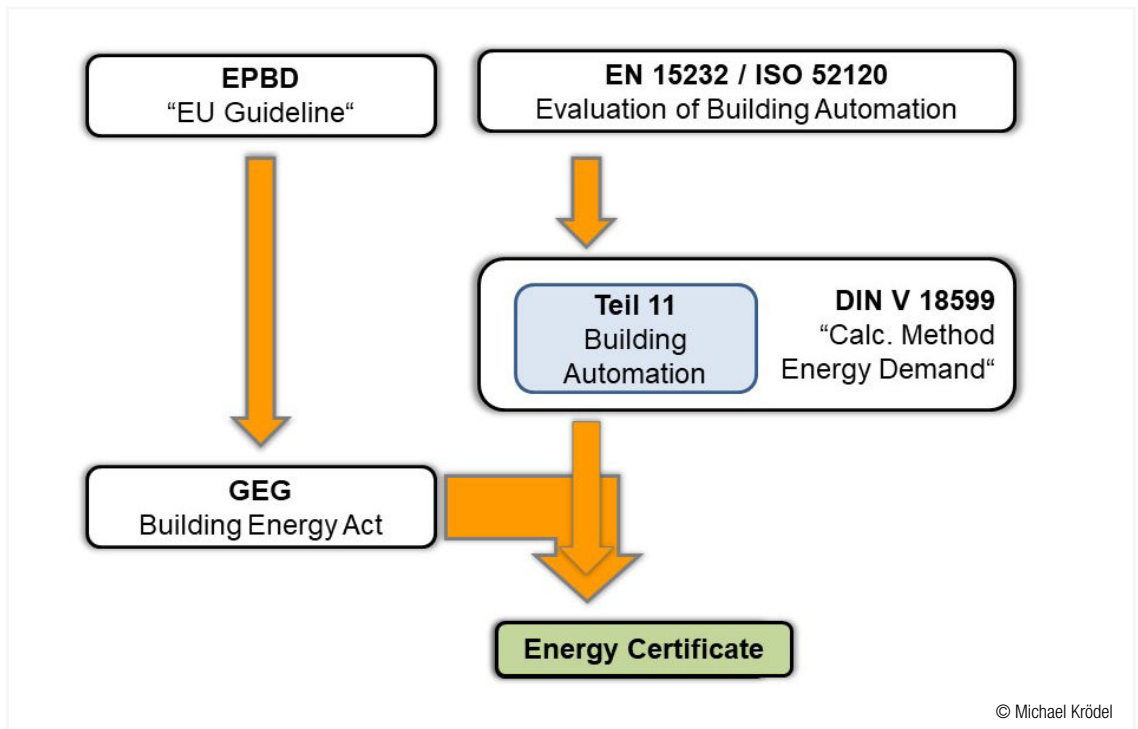 EPBD
“EU Guideline“
EN 15232 / ISO 52120
Evaluation of Building Automation
Teil 11
Building
Automation
DIN V 18599
“Calc. Method
Energy Demand“
GEG
Building Energy Act
Energy Certificate
© Michael Krödel